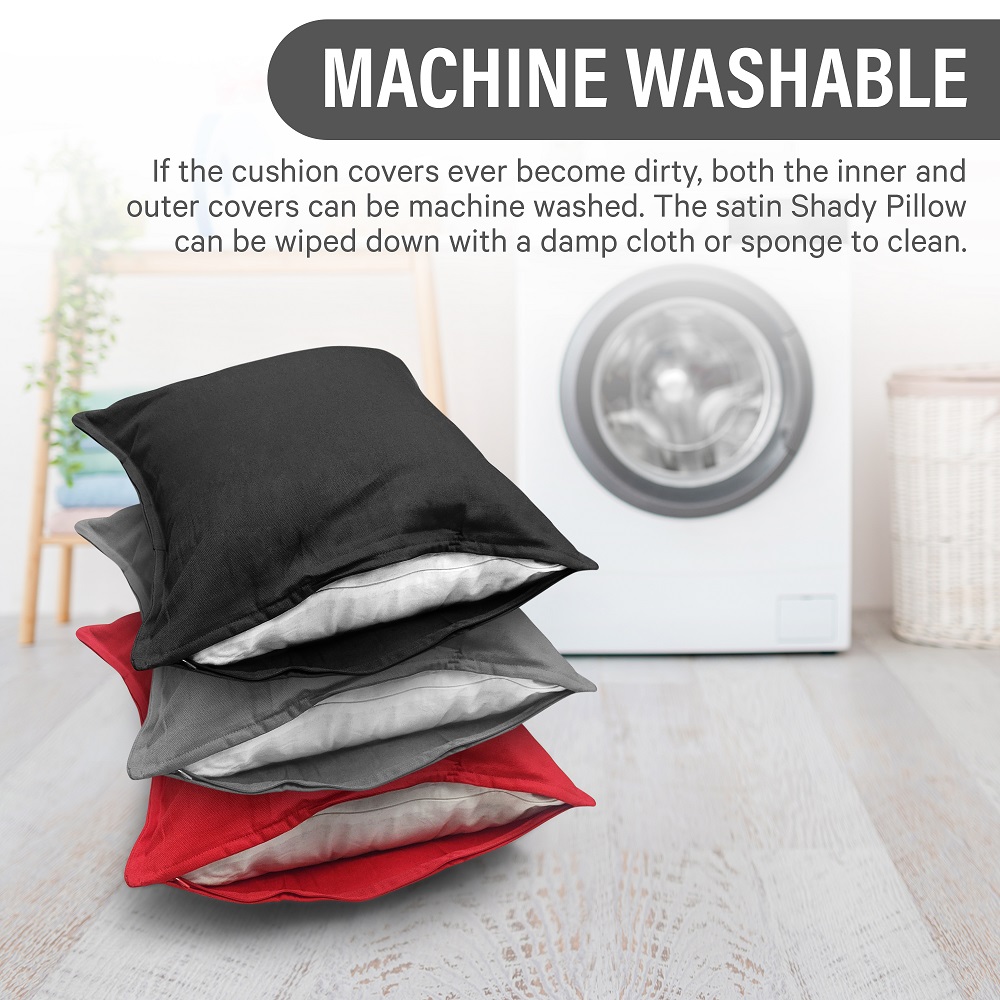 MACHINE WASHABLE
If the cushion covers ever become dirty, both the inner and
outer covers can be machine washed. The satin Shady Pillow
can be wiped down with a damp cloth or sponge to clean.